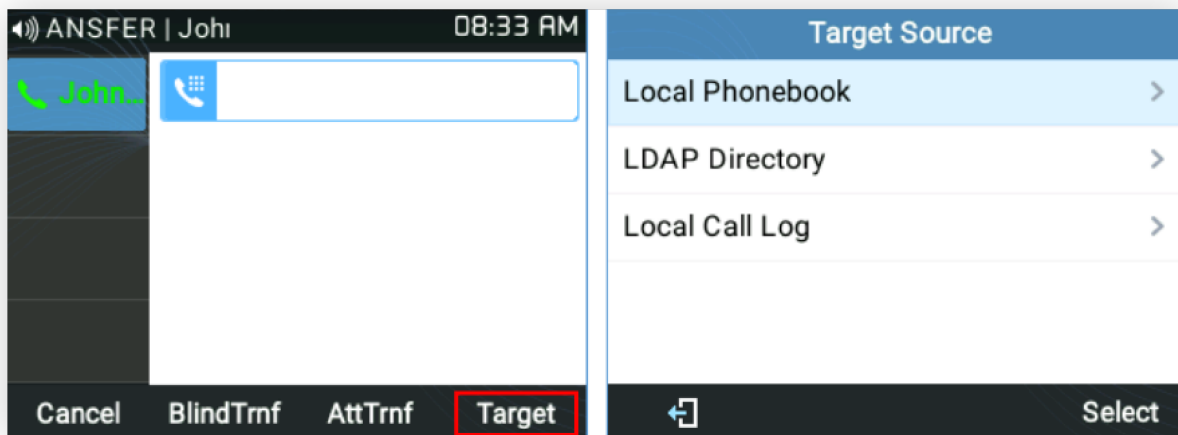 ANSFER | Johı
08:33 AM
John...
Cancel BlindTrnf AttTrnf Target
Target Source
Local Phonebook
LDAP Directory
Local Call Log
Select